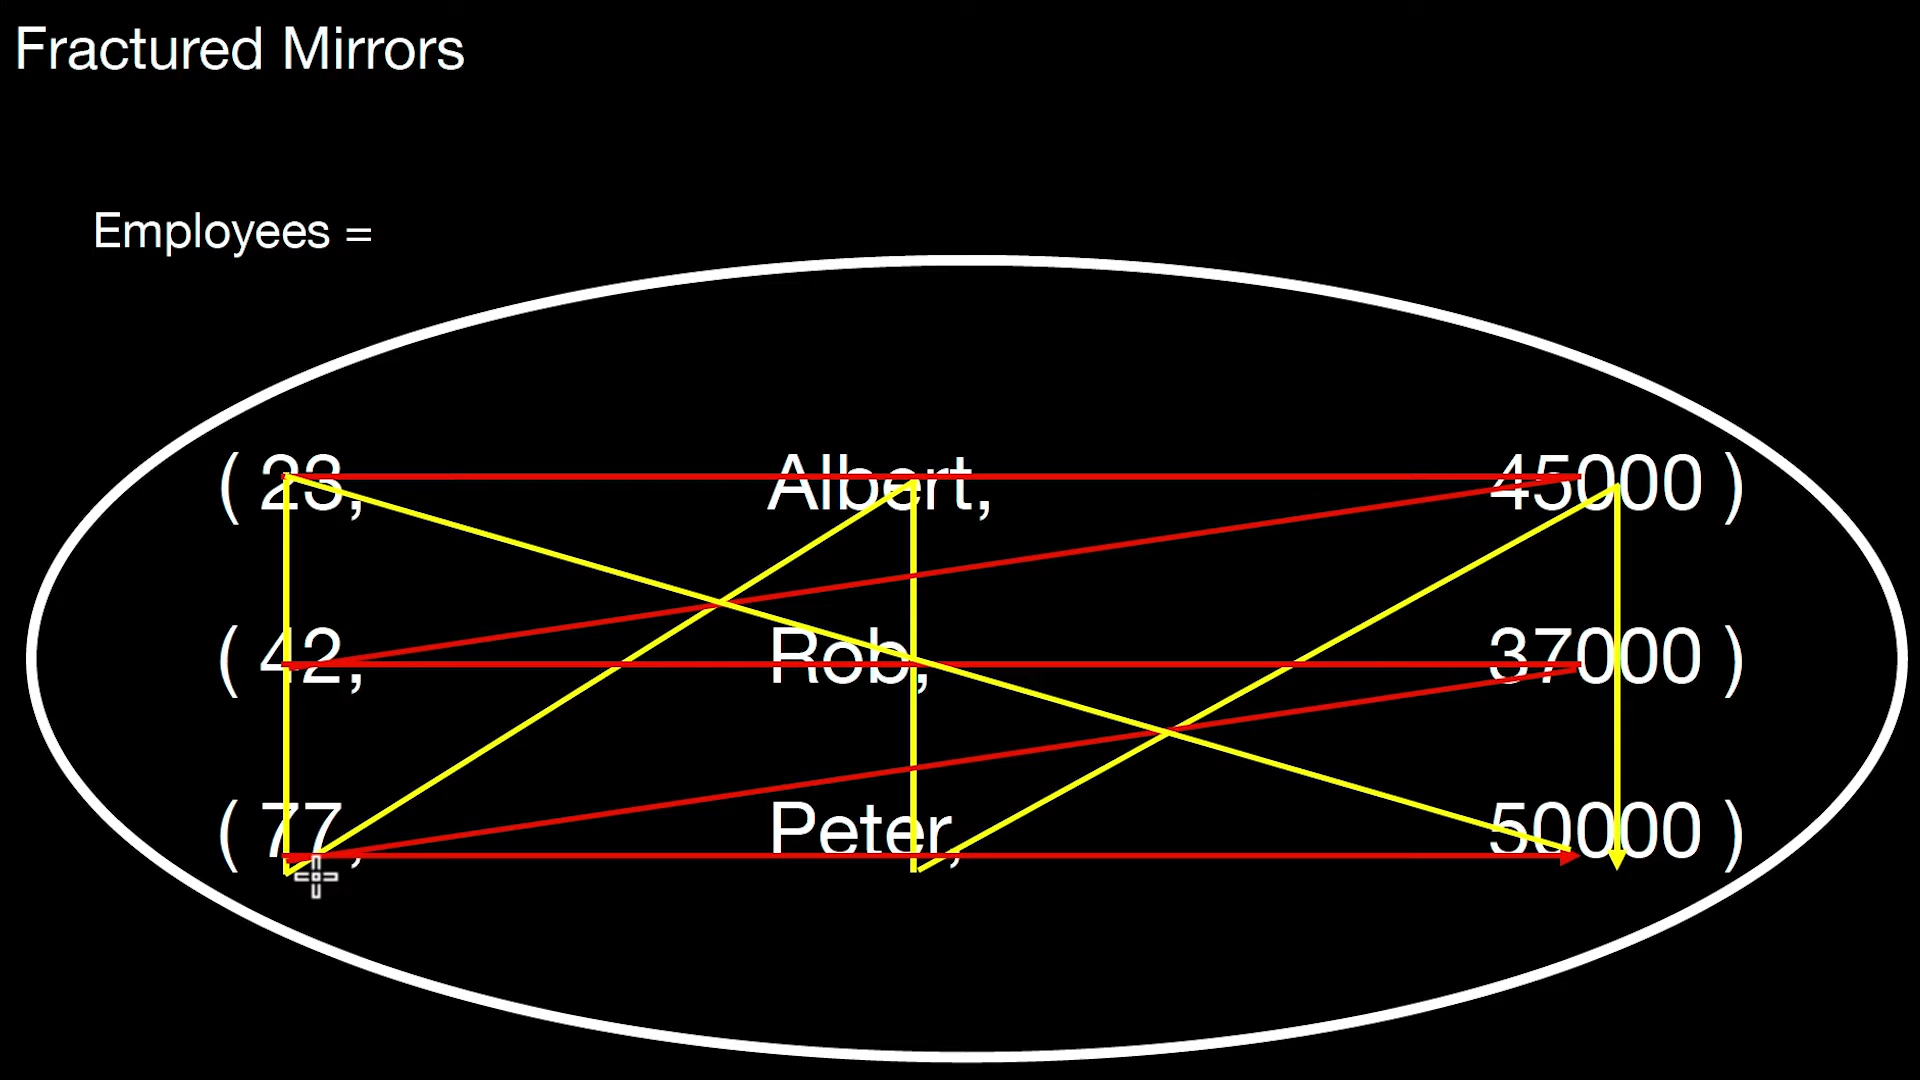 Fractured Mirrors
Employees =
( 23, Albert, 45000 )
( 42, Rob, 37000 )
( 77, Peter, 50000 )